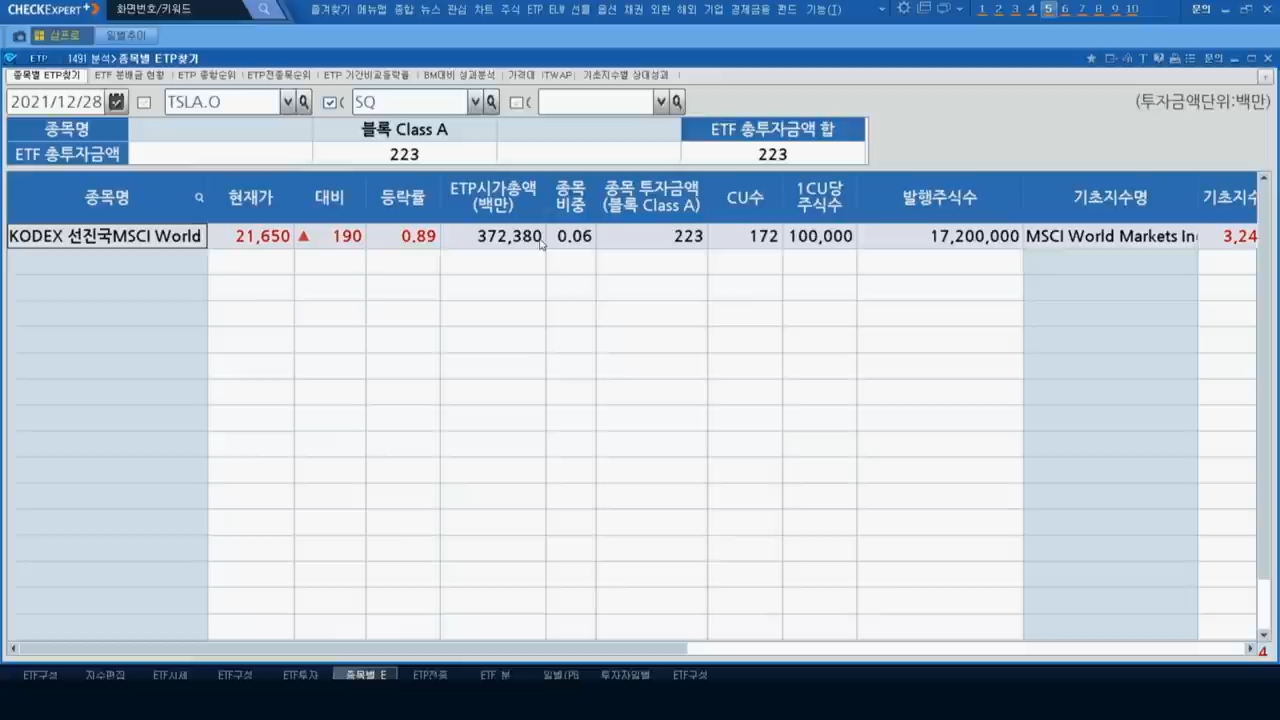 CHECKEXPERT+ 화면번호/키워드 즐겨찾기 메뉴맵 종합 뉴스 관심 차트 주식 ETP ELW 선물 옵션 채권 외환 해외 기업 경제금융 펀드 기능(I) 1 2 3 4 5 6 7 8 9 10 문의
삼프로 일별추이
ETP 1491 분석>종목별 ETP찾기 문의
종목별 ETP찾기 ETF 분배금 현황 ETP 종합순위 ETP전종목순위 ETP 기간비교등락률 BM대비 성과분석 가격대 (TWAP) 기초지수별 상대성과
2021/12/28 TSLA.O ( SQ ( (투자금액단위:백만)
종목명 블록 Class A ETF 총투자금액 합
ETF 총투자금액 223 223
종목명 현재가 대비 등락률 ETP시가총액 (백만) 종목 비중 종목 투자금액 (블록 Class A) CU수 1CU당 주식수 발행주식수 기초지수명 기초지수
KODEX 선진국MSCI World 21,650 ▲ 190 0.89 372,380 0.06 223 172 100,000 17,200,000 MSCI World Markets In 3,24
4
ETF구성 지수편집 ETF시세 ETF구성 ETF투자 종목별 E ETP전종 ETF 분 일별(PB 투자자일별 ETF구성